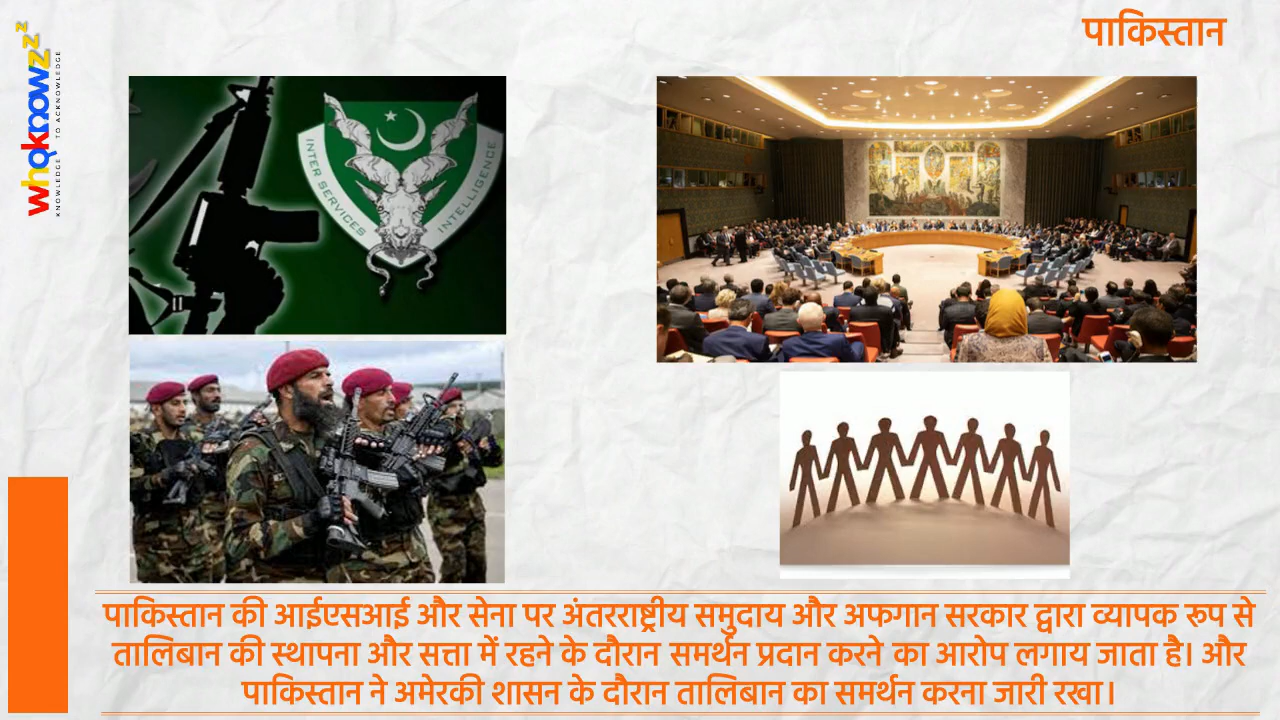 पाकिस्तान
whoknowzzz
KNOWLEDGE TO ACKNOWLEDGE
INTER SERVICES INTELLIGENCE
पाकिस्तान की आईएसआई और सेना पर अंतरराष्ट्रीय समुदाय और अफगान सरकार द्वारा व्यापक रूप से
तालिबान की स्थापना और सत्ता में रहने के दौरान समर्थन प्रदान करने का आरोप लगाय जाता है। और
पाकिस्तान ने अमेरकी शासन के दौरान तालिबान का समर्थन करना जारी रखा।